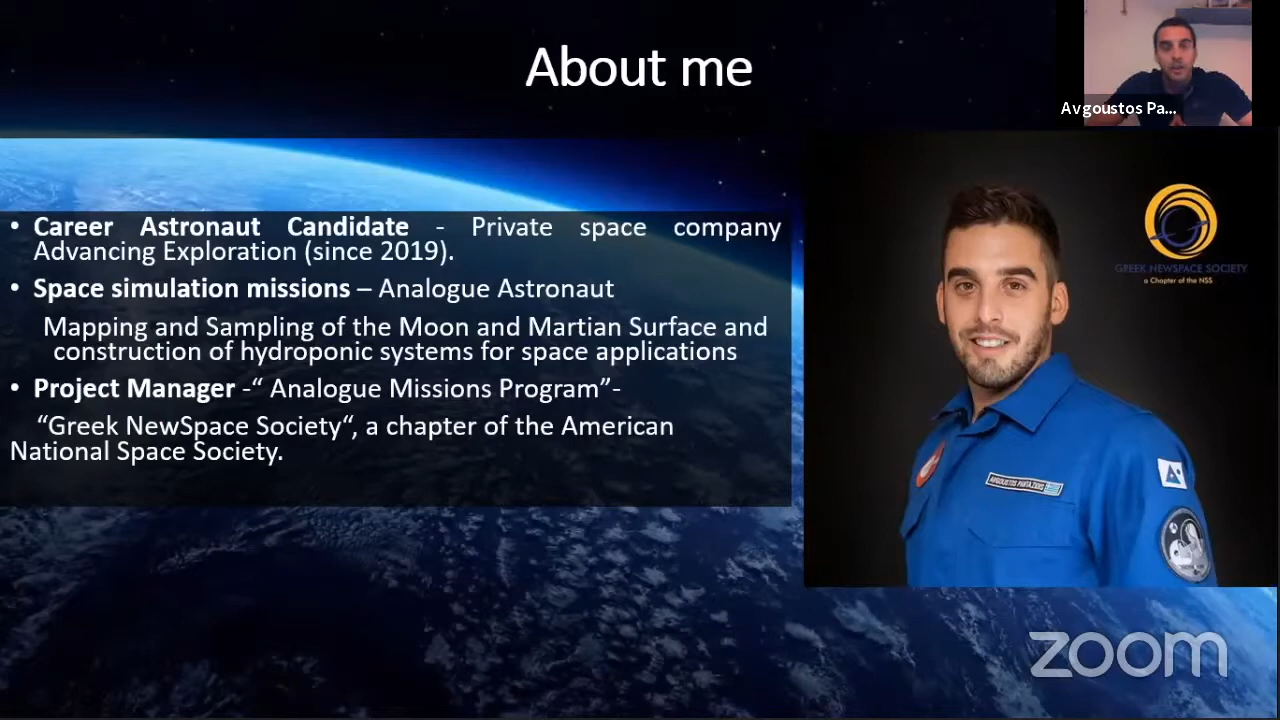 About me
Avgoustos Pa...
• Career Astronaut Candidate - Private space company
Advancing Exploration (since 2019).
• Space simulation missions – Analogue Astronaut
Mapping and Sampling of the Moon and Martian Surface and
construction of hydroponic systems for space applications
• Project Manager -“ Analogue Missions Program”-
“Greek NewSpace Society“, a chapter of the American
National Space Society.
GREEK NEWSPACE SOCIETY
a Chapter of the NSS
AVGOUSTOS PANTAZIDIS
zoom